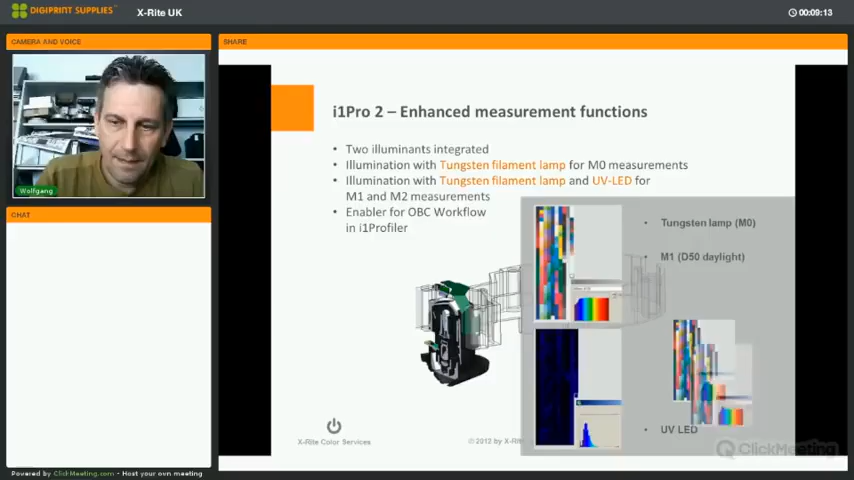 DIGIPRINT SUPPLIES
X-Rite UK
00:09:13
CAMERA AND VOICE
Wolfgang
CHAT
SHARE
i1Pro 2 – Enhanced measurement functions
• Two illuminants integrated
• Illumination with Tungsten filament lamp for M0 measurements
• Illumination with Tungsten filament lamp and UV-LED for
M1 and M2 measurements
• Enabler for OBC Workflow
in i1Profiler
• Tungsten lamp (M0)
• M1 (D50 daylight)
• UV LED
X-Rite Color Services
© 2012 by X-Rite
ClickMeeting
Powered by ClickMeeting.com - Host your own meeting